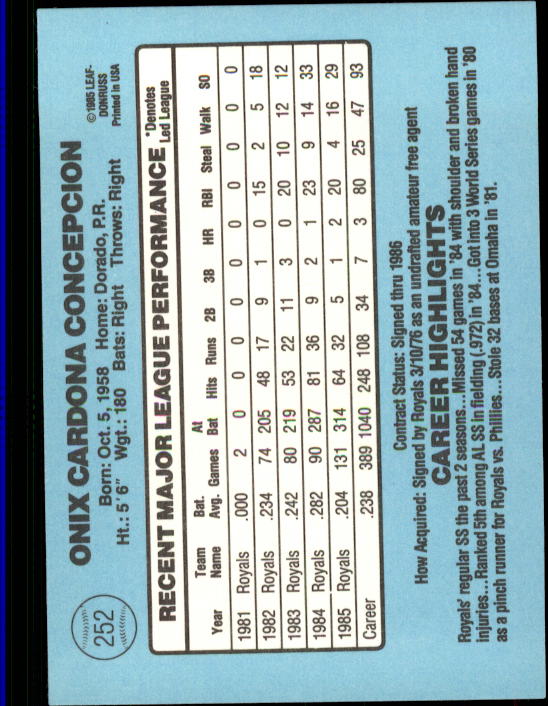 252
ONIX CARDONA CONCEPCION
©1985 LEAF-
DONRUSS
Printed in USA
Born: Oct. 5, 1958 Home: Dorado, P.R.
Ht.: 5'6" Wgt.: 180 Bats: Right Throws: Right
RECENT MAJOR LEAGUE PERFORMANCE
*Denotes
Led League
Year Team Name Bat. Avg. Games At Bat Hits Runs 2B 3B HR RBI Steal Walk SO
1981 Royals .000 2 0 0 0 0 0 0 0 0 0 0
1982 Royals .234 74 205 48 17 9 1 0 15 2 5 18
1983 Royals .242 80 219 53 22 11 3 0 20 10 12 12
1984 Royals .282 90 287 81 36 9 2 1 23 9 14 33
1985 Royals .204 131 314 64 32 5 1 2 20 4 16 29
Career .238 389 1040 248 108 34 7 3 80 25 47 93
Contract Status: Signed thru 1986
How Acquired: Signed by Royals 3/10/76 as an undrafted amateur free agent
CAREER HIGHLIGHTS
Royals' regular SS the past 2 seasons...Missed 54 games in '84 with shoulder and broken hand
injuries...Ranked 5th among AL SS in fielding (.972) in '84...Got into 3 World Series games in '80
as a pinch runner for Royals vs. Phillies...Stole 32 bases at Omaha in '81.